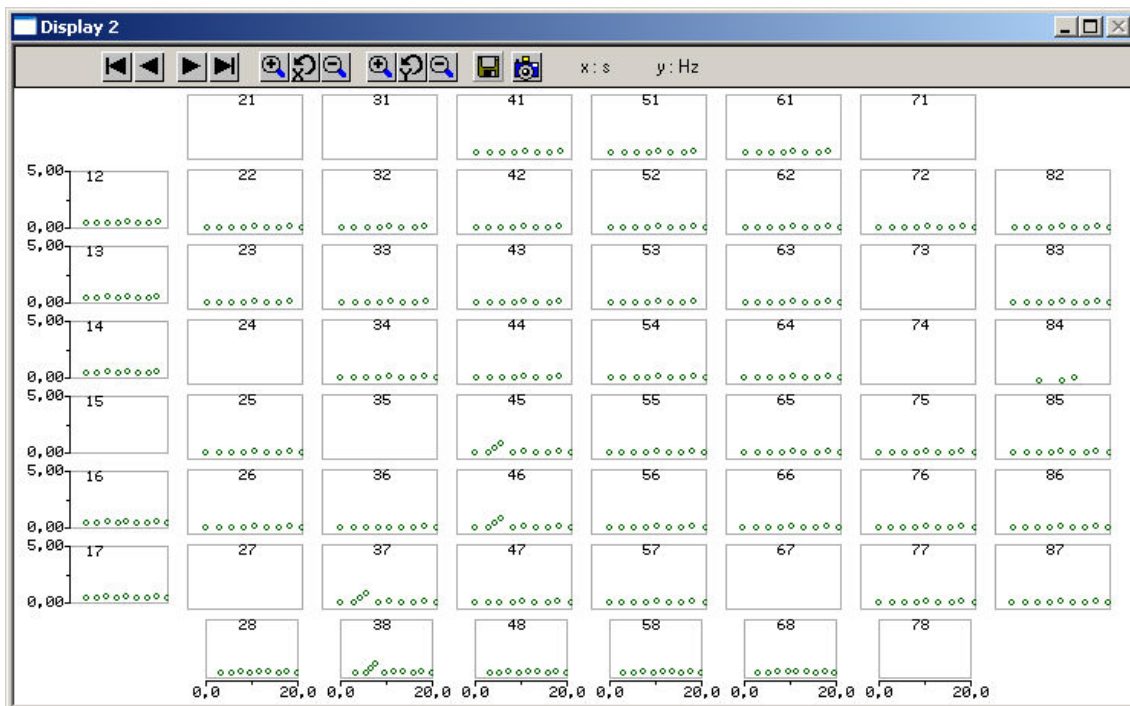 Display 2
x: s y: Hz
21 31 41 51 61 71
5,00 12 22 32 42 52 62 72 82
0,00
5,00 13 23 33 43 53 63 73 83
0,00
5,00 14 24 34 44 54 64 74 84
0,00
5,00 15 25 35 45 55 65 75 85
0,00
5,00 16 26 36 46 56 66 76 86
0,00
5,00 17 27 37 47 57 67 77 87
0,00
28 38 48 58 68 78
0,0 20,0 0,0 20,0 0,0 20,0 0,0 20,0 0,0 20,0 0,0 20,0